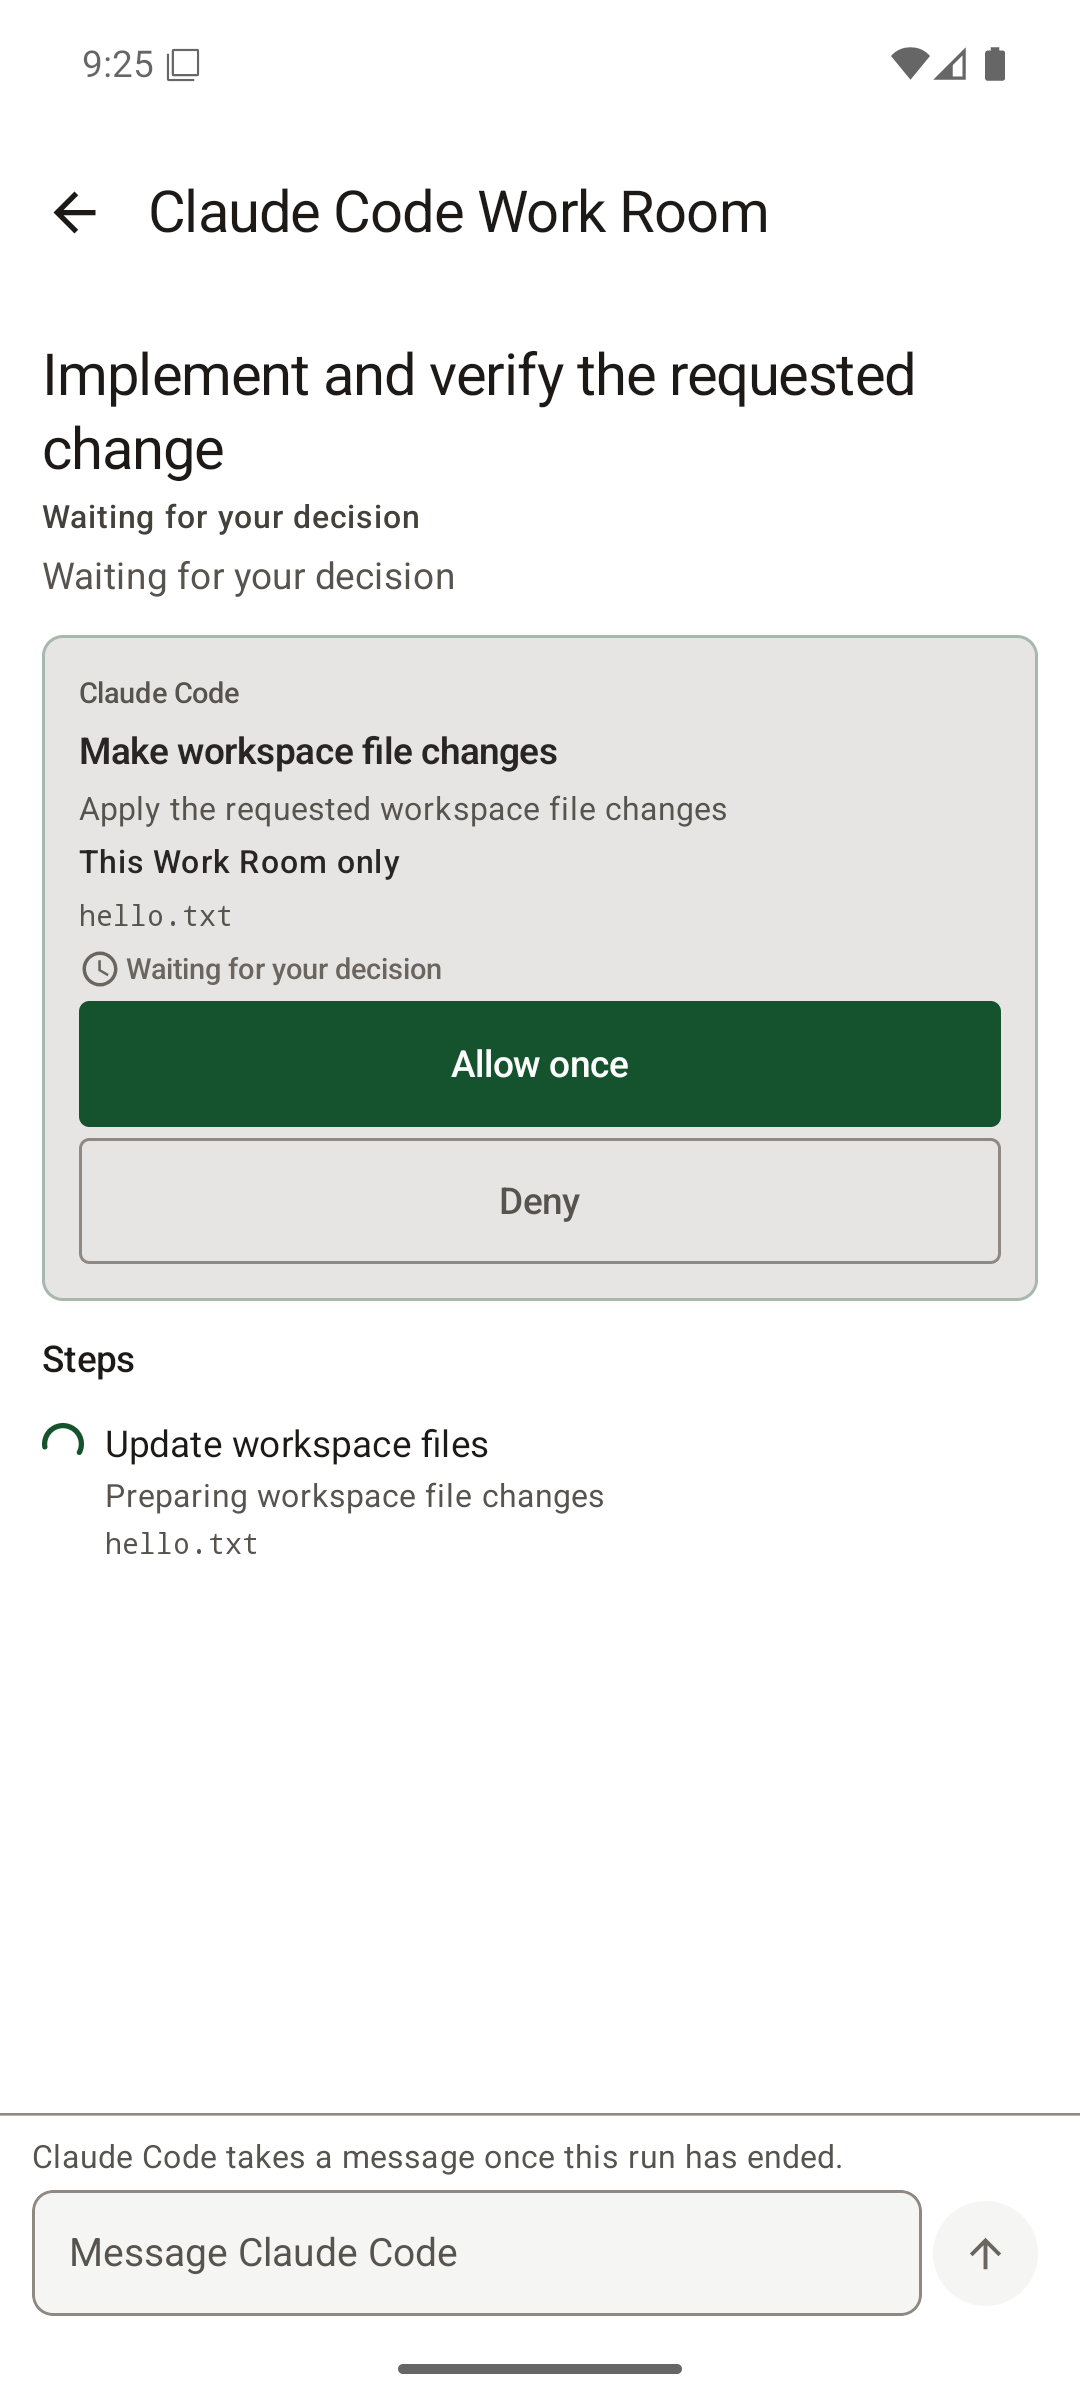 9:25
Claude Code Work Room
Implement and verify the requested
change
Waiting for your decision
Waiting for your decision
Claude Code
Make workspace file changes
Apply the requested workspace file changes
This Work Room only
hello.txt
Waiting for your decision
Allow once
Deny
Steps
Update workspace files
Preparing workspace file changes
hello.txt
Claude Code takes a message once this run has ended.
Message Claude Code